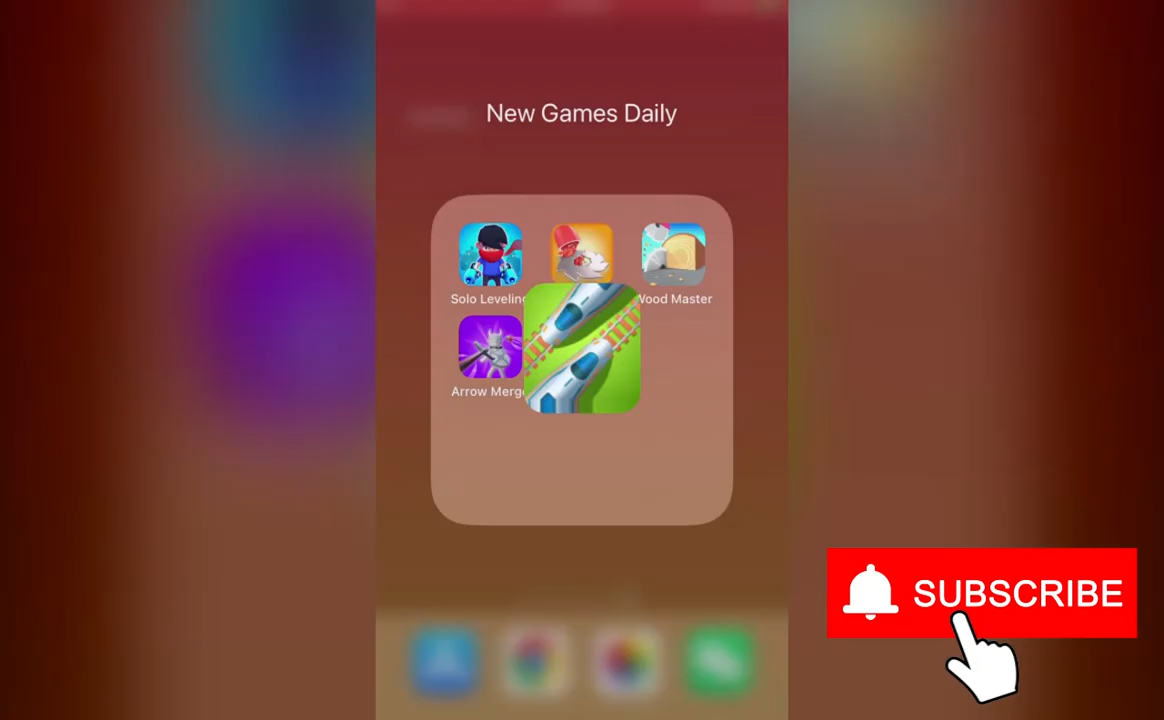 New Games Daily
Solo Leveling
Wood Master
Arrow Merge
SUBSCRIBE